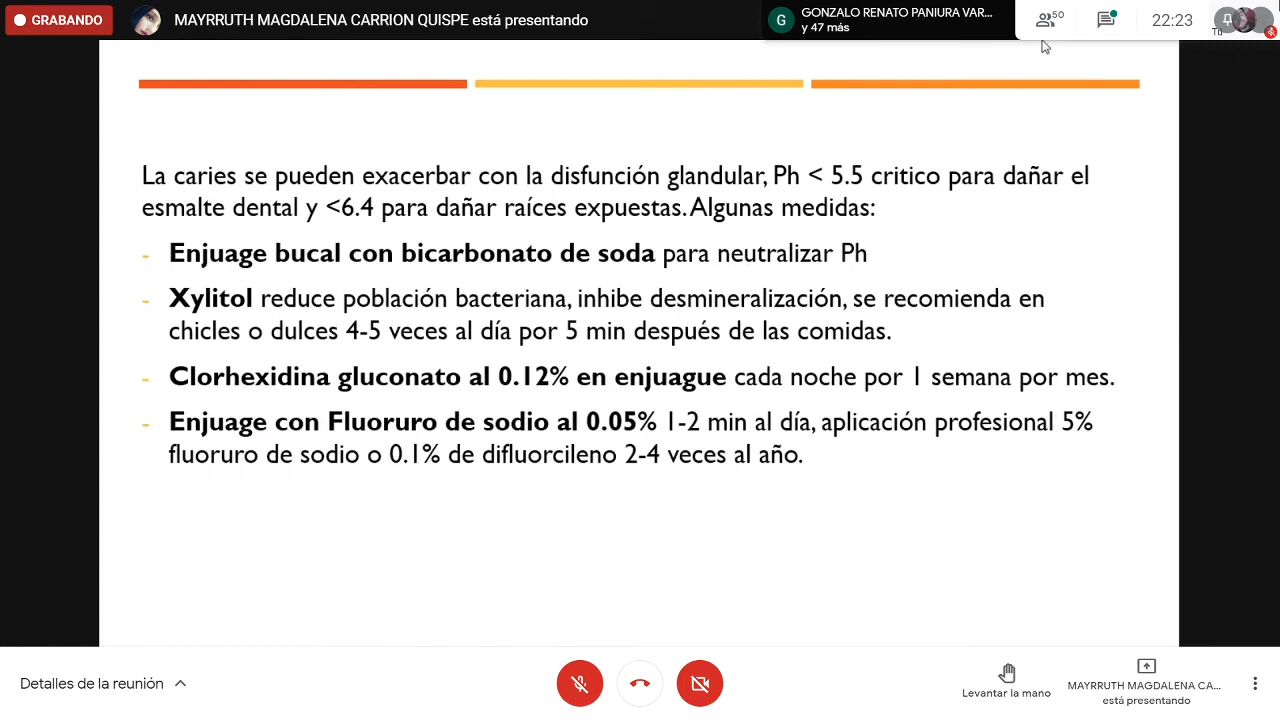 GRABANDO
MAYRRUTH MAGDALENA CARRION QUISPE está presentando
G
GONZALO RENATO PANIURA VAR...
y 47 más
50
22:23
Tú
La caries se pueden exacerbar con la disfunción glandular, Ph < 5.5 critico para dañar el
esmalte dental y <6.4 para dañar raíces expuestas. Algunas medidas:
- Enjuage bucal con bicarbonato de soda para neutralizar Ph
- Xylitol reduce población bacteriana, inhibe desmineralización, se recomienda en
chicles o dulces 4-5 veces al día por 5 min después de las comidas.
- Clorhexidina gluconato al 0.12% en enjuague cada noche por 1 semana por mes.
- Enjuage con Fluoruro de sodio al 0.05% 1-2 min al día, aplicación profesional 5%
fluoruro de sodio o 0.1% de difluorcileno 2-4 veces al año.
Detalles de la reunión
Levantar la mano
MAYRRUTH MAGDALENA CA...
está presentando